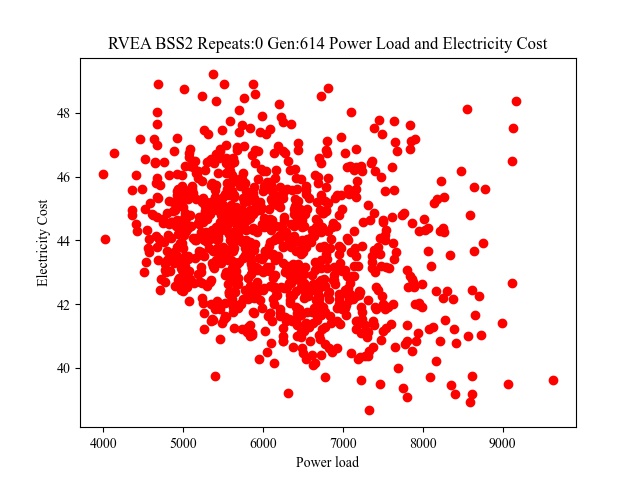 RVEA BSS2 Repeats:0 Gen:614 Power Load and Electricity Cost
48
46
44
42
40
Electricity Cost
4000 5000 6000 7000 8000 9000
Power load